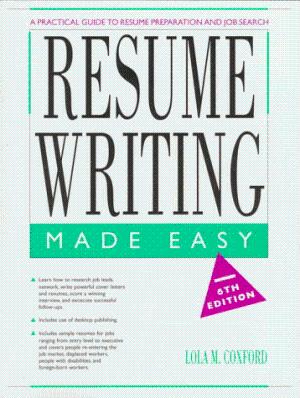 A PRACTICAL GUIDE TO RESUME PREPARATION AND JOB SEARCH
RESUME
WRITING
MADE EASY
6TH
EDITION
Learn how to research job leads,
network, write powerful cover letters
and resumes, score a winning
interview, and excecute successful
follow-ups.
Includes use of desktop publishing.
Includes sample resumes for jobs
ranging from entry level to executive
and covers people re-entering the
job market, displaced workers,
people with disabilities, and
foreign-born workers.
LOLA M. COXFORD